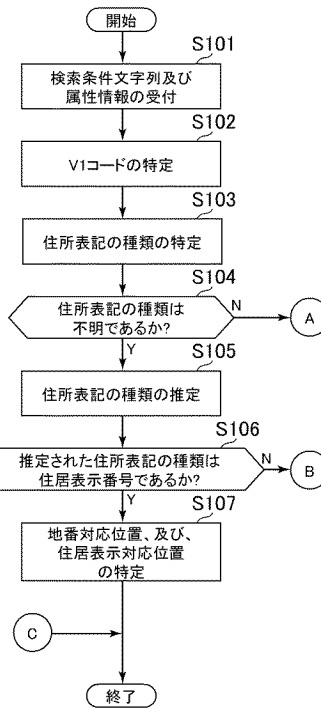 開始
S101
検索条件文字列及び
属性情報の受付
S102
V1コードの特定
S103
住所表記の種類の特定
S104
住所表記の種類は
不明であるか?
N
A
Y
S105
住所表記の種類の推定
S106
推定された住所表記の種類は
住居表示番号であるか?
N
B
Y
S107
地番対応位置、及び、
住居表示対応位置
の特定
C
終了